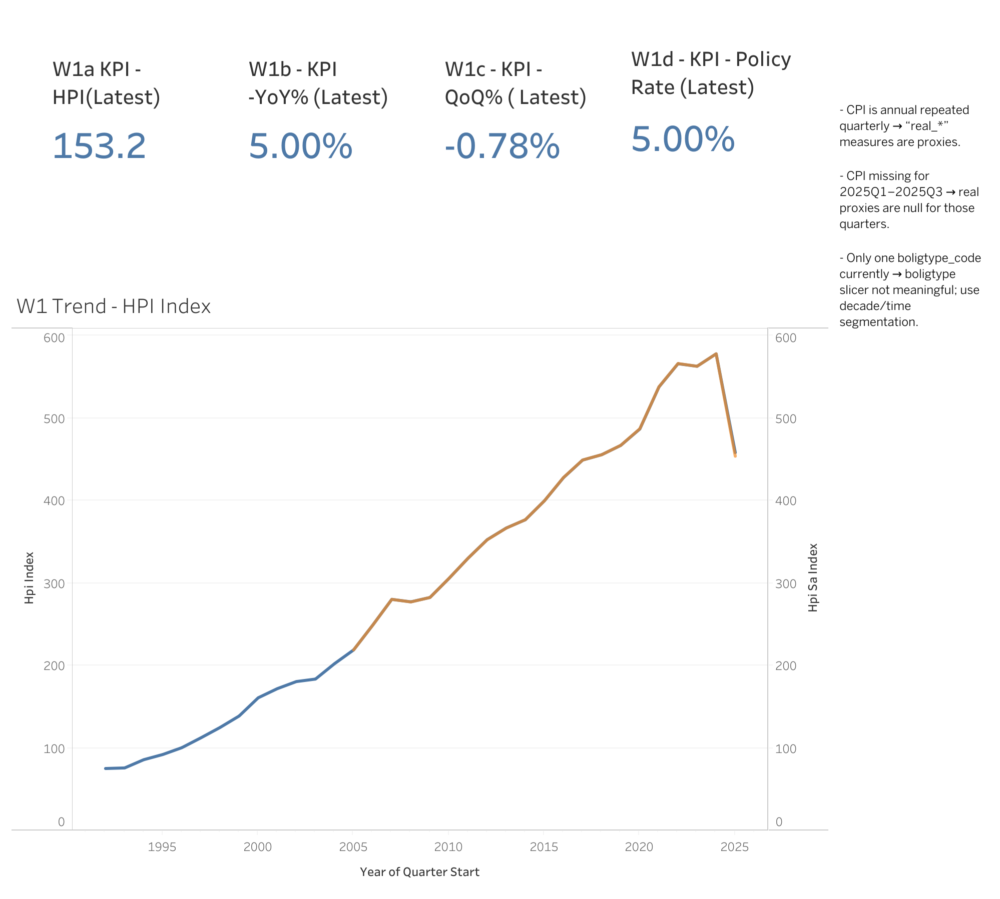 W1a KPI -
HPI(Latest)
153.2
W1b - KPI
-YoY% (Latest)
5.00%
W1c - KPI -
QoQ% ( Latest)
-0.78%
W1d - KPI - Policy
Rate (Latest)
5.00%
- CPI is annual repeated
quarterly → “real_*”
measures are proxies.
- CPI missing for
2025Q1–2025Q3 → real
proxies are null for those
quarters.
- Only one boligtype_code
currently → boligtype
slicer not meaningful; use
decade/time
segmentation.
W1 Trend - HPI Index
600
500
400
300
200
100
0
Hpi Index
600
500
400
300
200
100
0
Hpi Sa Index
1995
2000
2005
2010
2015
2020
2025
Year of Quarter Start